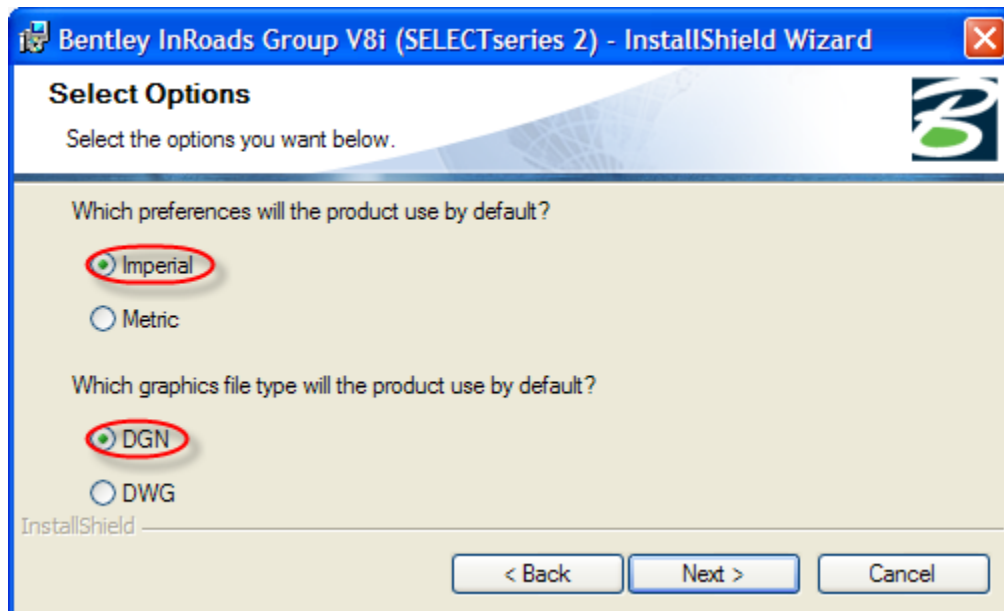 Bentley InRoads Group V8i (SELECTseries 2) - InstallShield Wizard
Select Options
Select the options you want below.
Which preferences will the product use by default?
Imperial
Metric
Which graphics file type will the product use by default?
DGN
DWG
InstallShield
< Back Next > Cancel